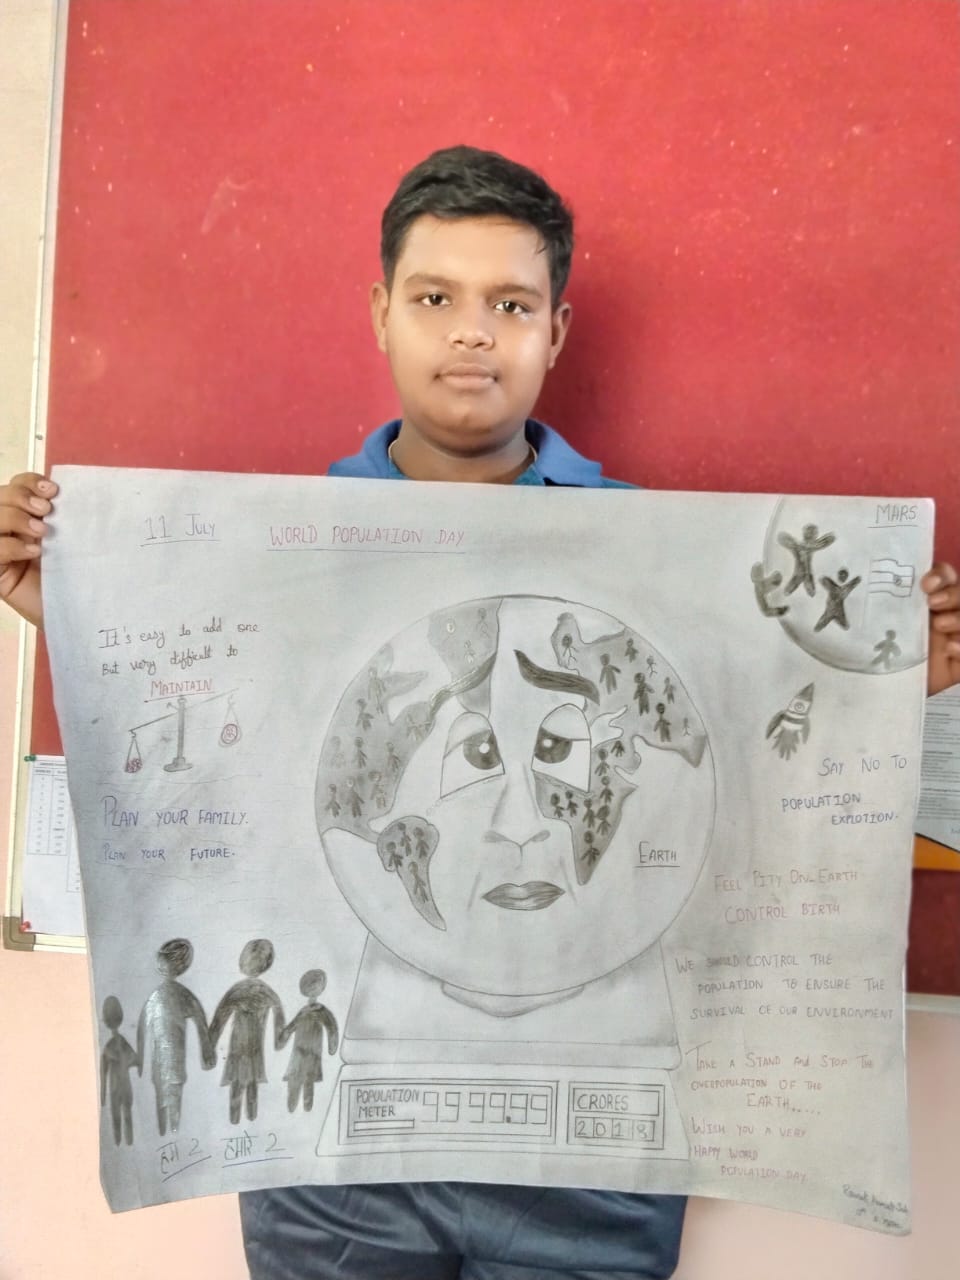 11 July
WORLD POPULATION DAY
MARS
It's easy to add one
But very difficult to
MAINTAIN
PLAN YOUR FAMILY.
PLAN YOUR FUTURE.
SAY NO TO
POPULATION
EXPLOTION.
EARTH
FEEL PITY ON EARTH
CONTROL BIRTH
WE SHOULD CONTROL THE
POPULATION TO ENSURE THE
SURVIVAL OF OUR ENVIRONMENT
TAKE A STAND AND STOP THE
OVERPOPULATION OF THE
EARTH.....
WISH YOU A VERY
HAPPY WORLD
POPULATION DAY
POPULATION
METER
9999.99
CRORES
2018
हम 2 हमारे 2